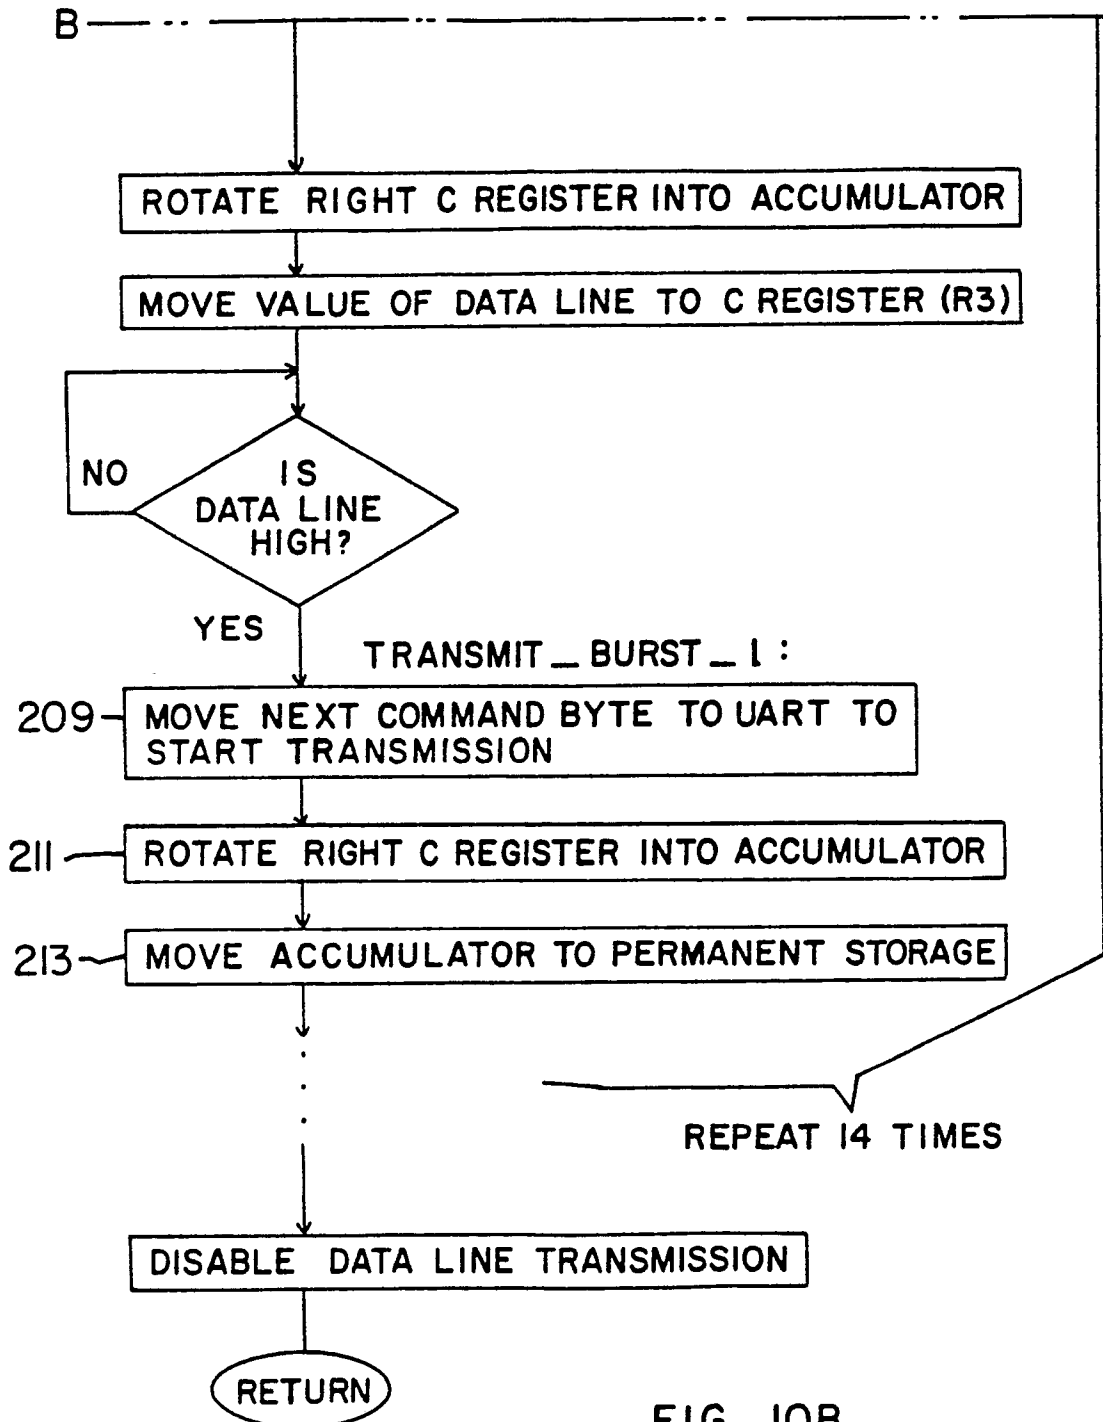 B
ROTATE RIGHT C REGISTER INTO ACCUMULATOR
MOVE VALUE OF DATA LINE TO C REGISTER (R3)
NO
IS
DATA LINE
HIGH?
YES
TRANSMIT_BURST_1:
209
MOVE NEXT COMMAND BYTE TO UART TO
START TRANSMISSION
211
ROTATE RIGHT C REGISTER INTO ACCUMULATOR
213
MOVE ACCUMULATOR TO PERMANENT STORAGE
REPEAT 14 TIMES
DISABLE DATA LINE TRANSMISSION
RETURN
FIG. 10B